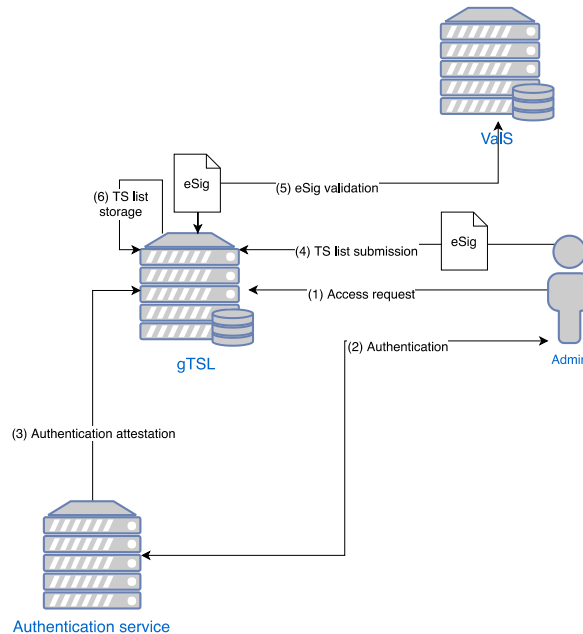 ValS
eSig
(5) eSig validation
(6) TS list
storage
eSig
(4) TS list submission
(1) Access request
(2) Authentication
gTSL
Admin
(3) Authentication attestation
Authentication service